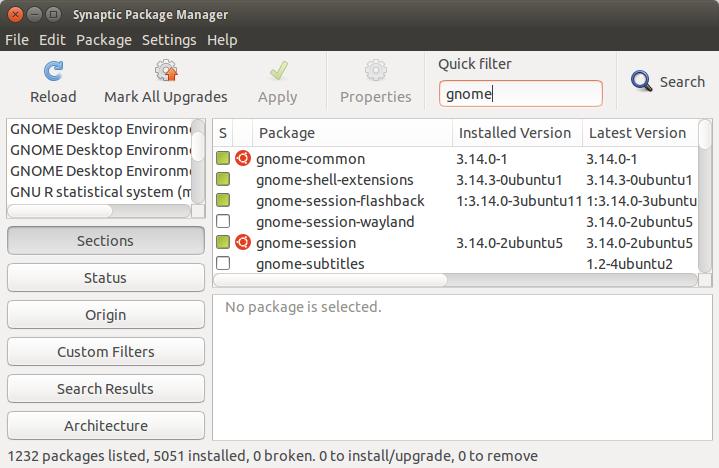 Synaptic Package Manager
File Edit Package Settings Help
Reload Mark All Upgrades Apply Properties Quick filter gnome Search
GNOME Desktop Environme
GNOME Desktop Environme
GNOME Desktop Environme
GNU R statistical system (m
Sections
Status
Origin
Custom Filters
Search Results
Architecture
S Package Installed Version Latest Version
gnome-common 3.14.0-1 3.14.0-1
gnome-shell-extensions 3.14.3-0ubuntu1 3.14.3-0ubuntu1
gnome-session-flashback 1:3.14.0-3ubuntu11 1:3.14.0-3ubuntu
gnome-session-wayland 3.14.0-2ubuntu5
gnome-session 3.14.0-2ubuntu5 3.14.0-2ubuntu5
gnome-subtitles 1.2-4ubuntu2
No package is selected.
1232 packages listed, 5051 installed, 0 broken. 0 to install/upgrade, 0 to remove